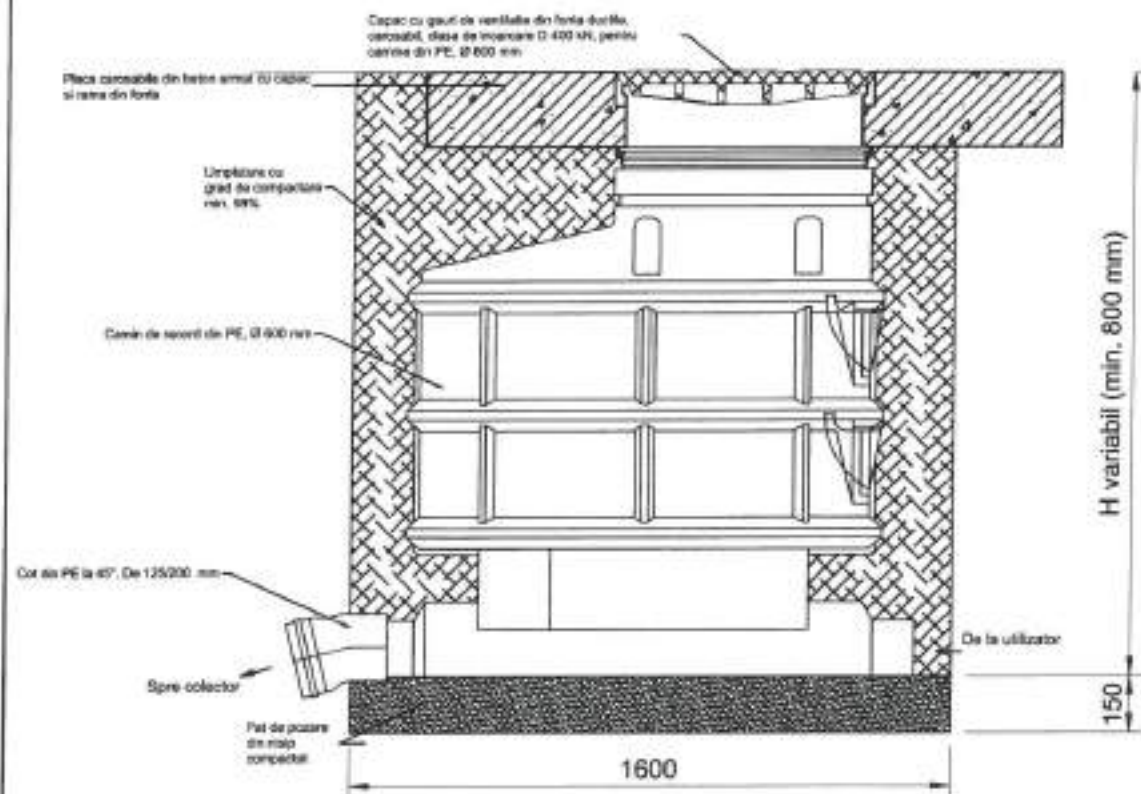 Capac cu gauri de ventilatie din fonta ductila,
carosabil, clasa de incarcare D 400 kN, pentru
camine din PE, Ø 600 mm
Placa carosabila din beton armat cu capac
si rama din fonta
Umplutura cu
grad de compactare
min. 98%
Camin de racord din PE, Ø 600 mm
H variabil (min. 800 mm)
Cot din PE la 45°, De 125/200 mm
De la utilizator
Spre colector
150
Pat de pozare
din nisip
compactat
1600